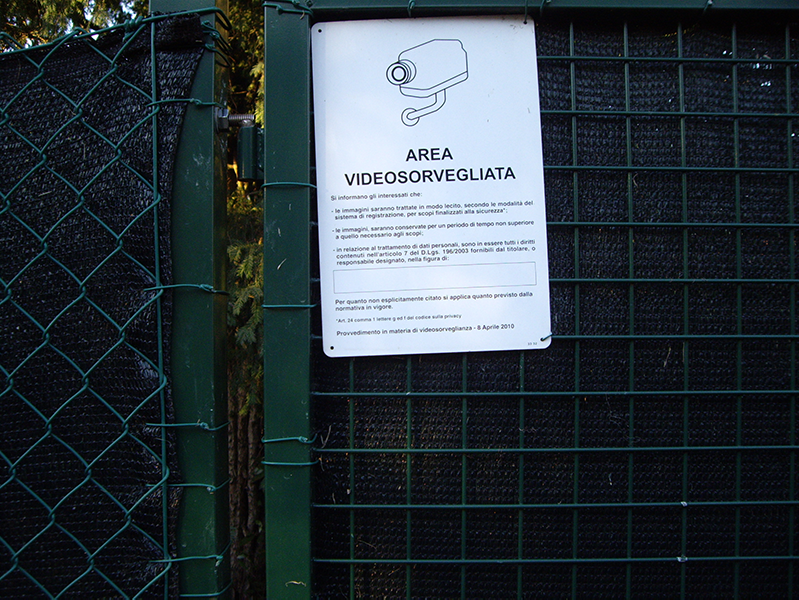 AREA
VIDEOSORVEGLIATA
Si informano gli interessati che:
- le immagini saranno trattate in modo lecito, secondo le modalità del
sistema di registrazione, per scopi finalizzati alla sicurezza*;
- le immagini, saranno conservate per un periodo di tempo non superiore
a quello necessario agli scopi;
- in relazione al trattamento di dati personali, sono in essere tutti i diritti
contenuti nell'articolo 7 del D.Lgs. 196/2003 fornibili dal titolare, o
responsabile designato, nella figura di:
Per quanto non esplicitamente citato si applica quanto previsto dalla
normativa in vigore.
*Art. 24 comma 1 lettere g ed f del codice sulla privacy
Provvedimento in materia di videosorveglianza - 8 Aprile 2010